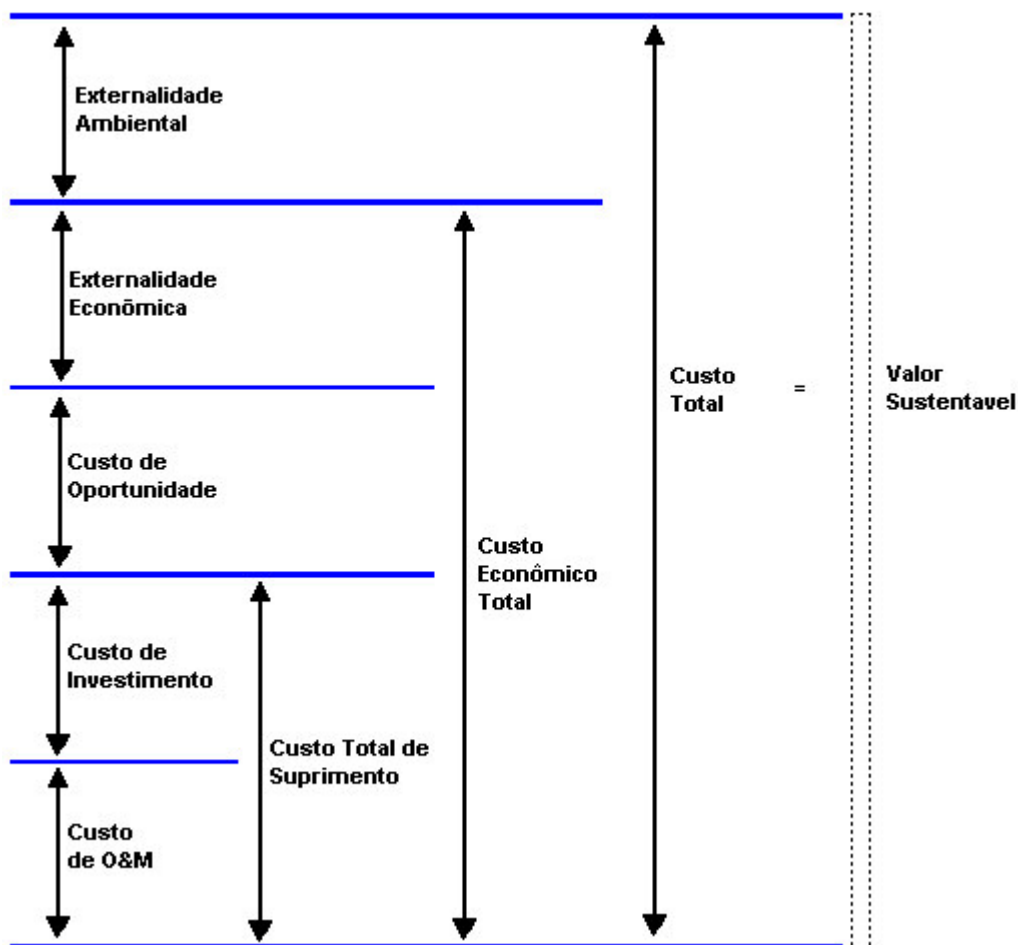 Externalidade
Ambiental
Externalidade
Econômica
Custo de
Oportunidade
Custo de
Investimento
Custo
de O&M
Custo Total de
Suprimento
Custo
Econômico
Total
Custo
Total
=
Valor
Sustentavel